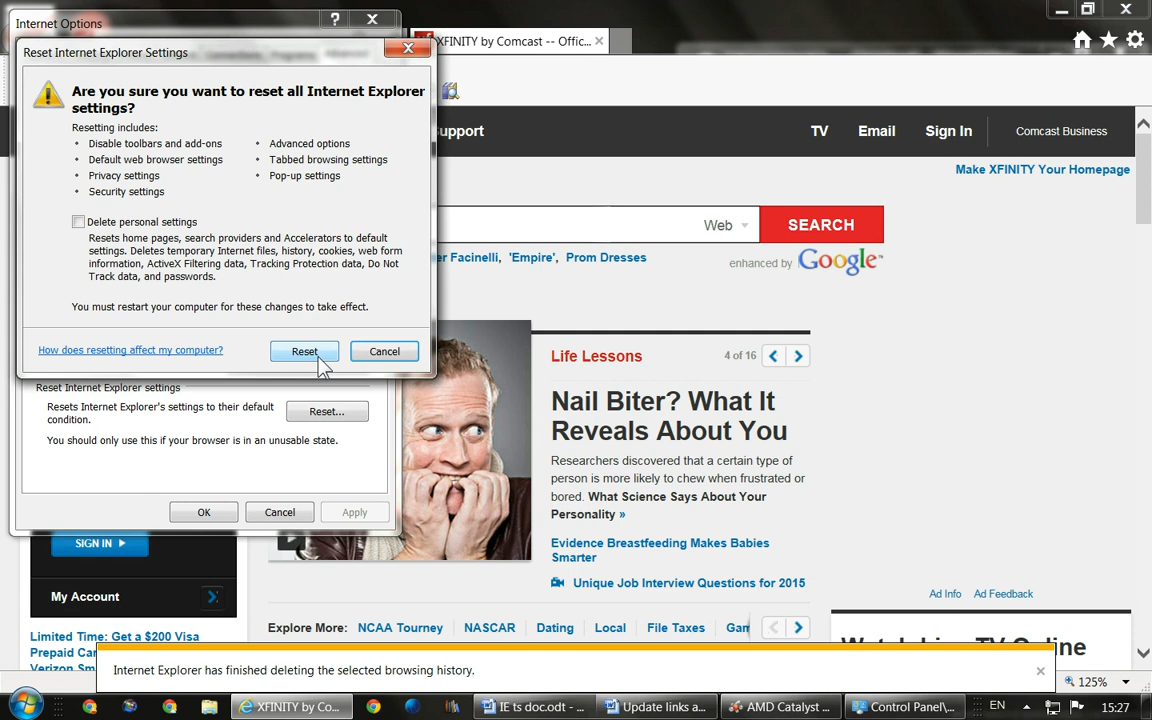 Internet Options
?
Reset Internet Explorer Settings
Are you sure you want to reset all Internet Explorer
settings?
Resetting includes:
• Disable toolbars and add-ons
• Default web browser settings
• Privacy settings
• Security settings
• Advanced options
• Tabbed browsing settings
• Pop-up settings
Delete personal settings
Resets home pages, search providers and Accelerators to default
settings. Deletes temporary Internet files, history, cookies, web form
information, ActiveX Filtering data, Tracking Protection data, Do Not
Track data, and passwords.
You must restart your computer for these changes to take effect.
How does resetting affect my computer?
Reset
Cancel
Reset Internet Explorer settings
Resets Internet Explorer's settings to their default
condition.
Reset...
You should only use this if your browser is in an unusable state.
OK
Cancel
Apply
XFINITY by Comcast -- Offic...
upport
TV
Email
Sign In
Comcast Business
Make XFINITY Your Homepage
Web
SEARCH
er Facinelli, 'Empire', Prom Dresses
enhanced by Google™
Life Lessons
4 of 16
Nail Biter? What It
Reveals About You
Researchers discovered that a certain type of
person is more likely to chew when frustrated or
bored. What Science Says About Your
Personality »
Evidence Breastfeeding Makes Babies
Smarter
Unique Job Interview Questions for 2015
SIGN IN
My Account
Limited Time: Get a $200 Visa
Prepaid Car
Verizon Sm
Ad Info
Ad Feedback
Explore More:
NCAA Tourney
NASCAR
Dating
Local
File Taxes
Gam
Internet Explorer has finished deleting the selected browsing history.
125%
XFINITY by Co...
IE ts doc.odt - ...
Update links a...
AMD Catalyst ...
Control Panel\...
EN
15:27